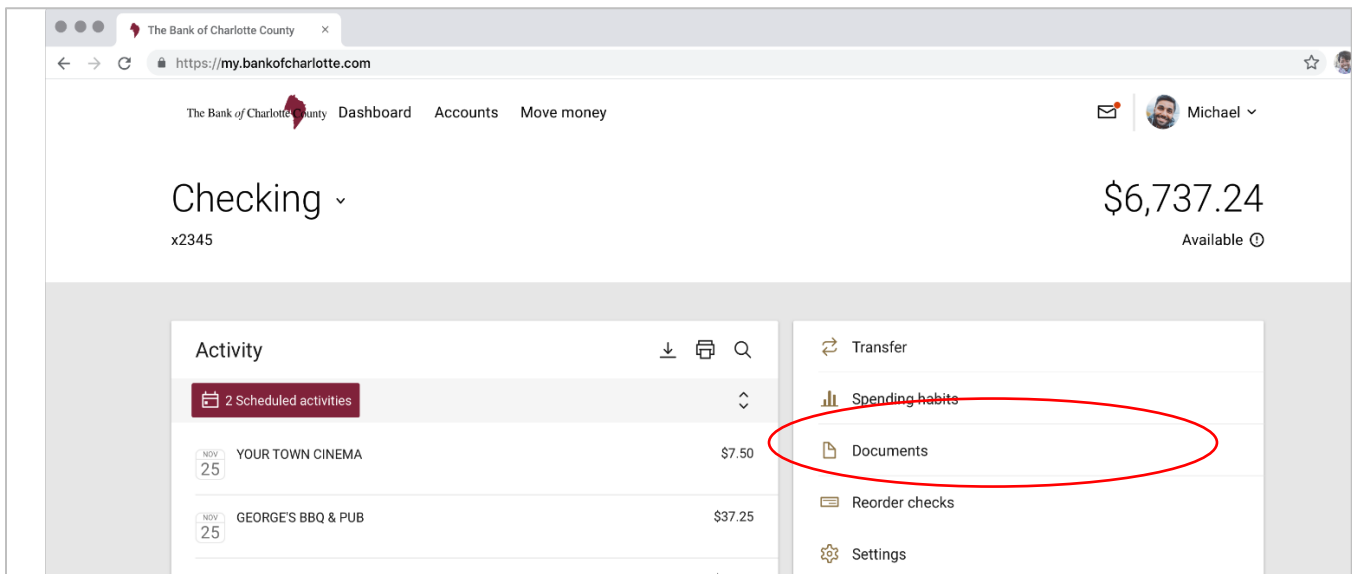 The Bank of Charlotte County
https://my.bankofcharlotte.com
The Bank of Charlotte County Dashboard Accounts Move money Michael
Checking $6,737.24
x2345 Available
Activity
2 Scheduled activities
NOV
25
YOUR TOWN CINEMA $7.50
NOV
25
GEORGE'S BBQ & PUB $37.25
Transfer
Spending habits
Documents
Reorder checks
Settings